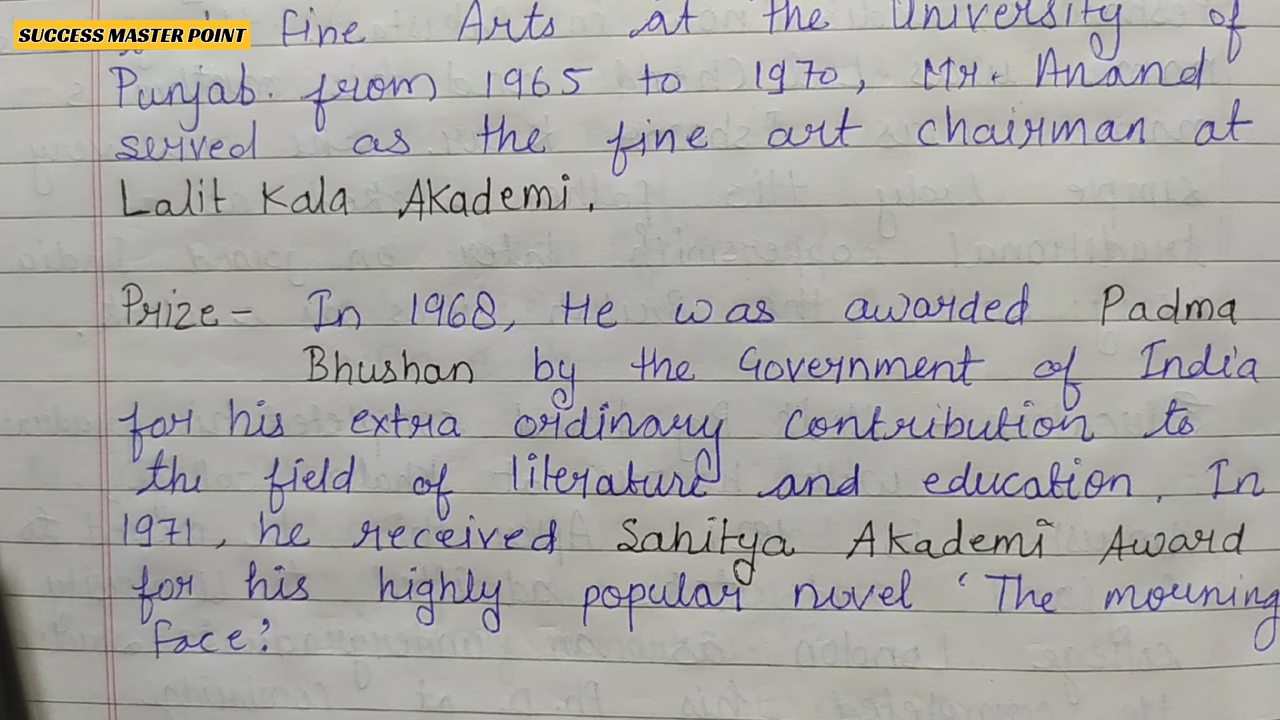 SUCCESS MASTER POINT
fine Arts at the University of
Punjab. from 1965 to 1970, Mr. Anand
served as the fine art chairman at
Lalit Kala Akademi.
Prize - In 1968, He was awarded Padma
Bhushan by the Government of India
for his extra ordinary contribution to
the field of literature and education. In
1971, he received Sahitya Akademi Award
for his highly popular novel 'The mourning
face'.